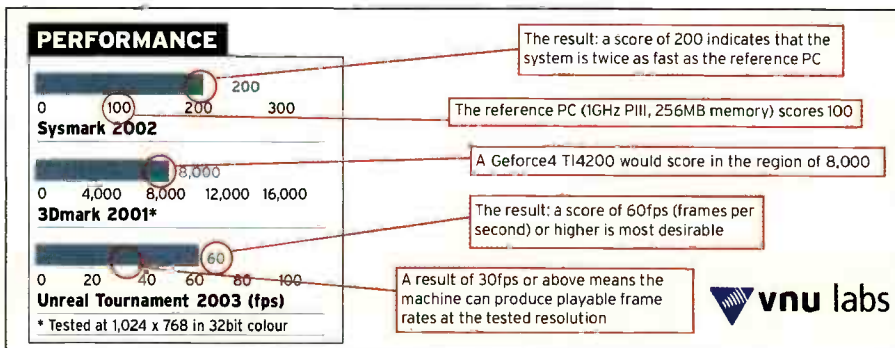 PERFORMANCE
200
0 100 200 300
Sysmark 2002
8,000
0 4,000 8,000 12,000 16,000
3Dmark 2001*
60
0 20 40 60 80 100
Unreal Tournament 2003 (fps)
* Tested at 1,024 x 768 in 32bit colour
The result: a score of 200 indicates that the
system is twice as fast as the reference PC
The reference PC (1GHz PIII, 256MB memory) scores 100
A Geforce4 TI4200 would score in the region of 8,000
The result: a score of 60fps (frames per
second) or higher is most desirable
A result of 30fps or above means the
machine can produce playable frame
rates at the tested resolution
vnu labs